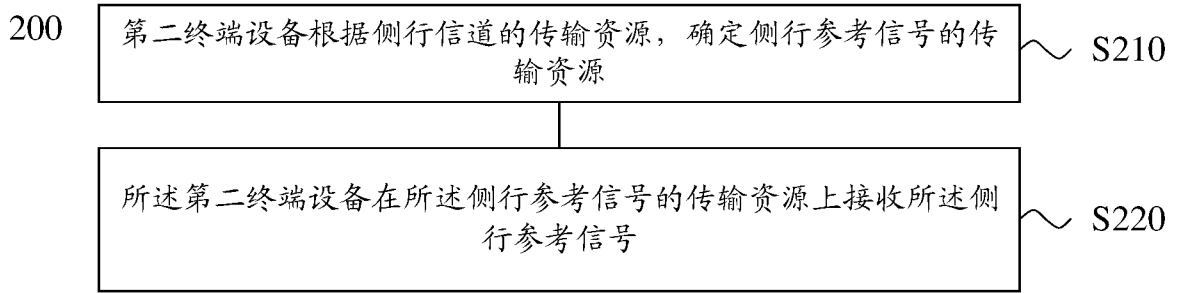 200
第二终端设备根据侧行信道的传输资源，确定侧行参考信号的传
输资源
S210
所述第二终端设备在所述侧行参考信号的传输资源上接收所述侧
行参考信号
S220